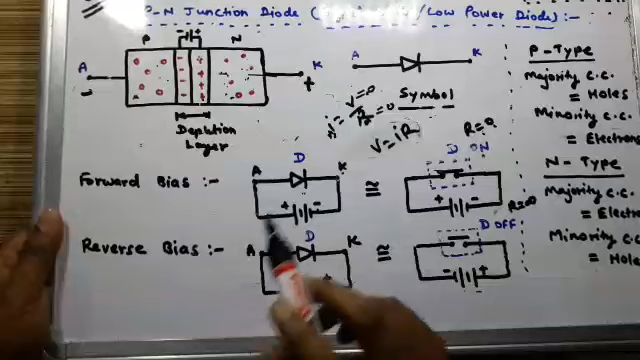 P-N Junction Diode ( /Low Power Diode) :-
P N
A K
- +
Depletion
Layer
A K
Symbol
V=0
V=iR
R=0
P-Type
Majority C.C.
= Holes
Minority C.C.
= Electrons
N-Type
Majority C.C.
= Electro
Minority C.C.
= Hole
Forward Bias :-
A D K
+ -
≅
D ON
+ -
R=∞
Reverse Bias :-
A D K
+
≅
D OFF
- +